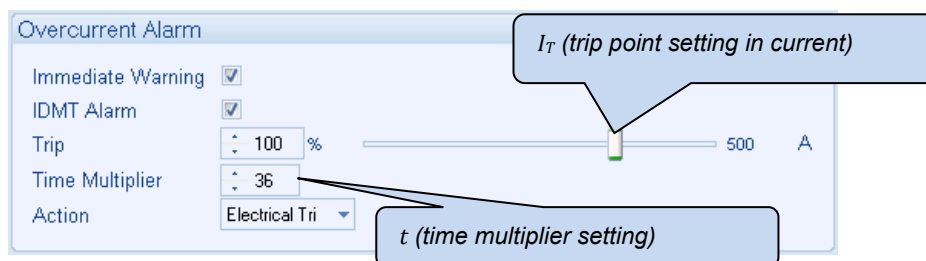 Overcurrent Alarm
I_T (trip point setting in current)
Immediate Warning
IDMT Alarm
Trip 100 % 500 A
Time Multiplier 36
Action Electrical Tri
t (time multiplier setting)